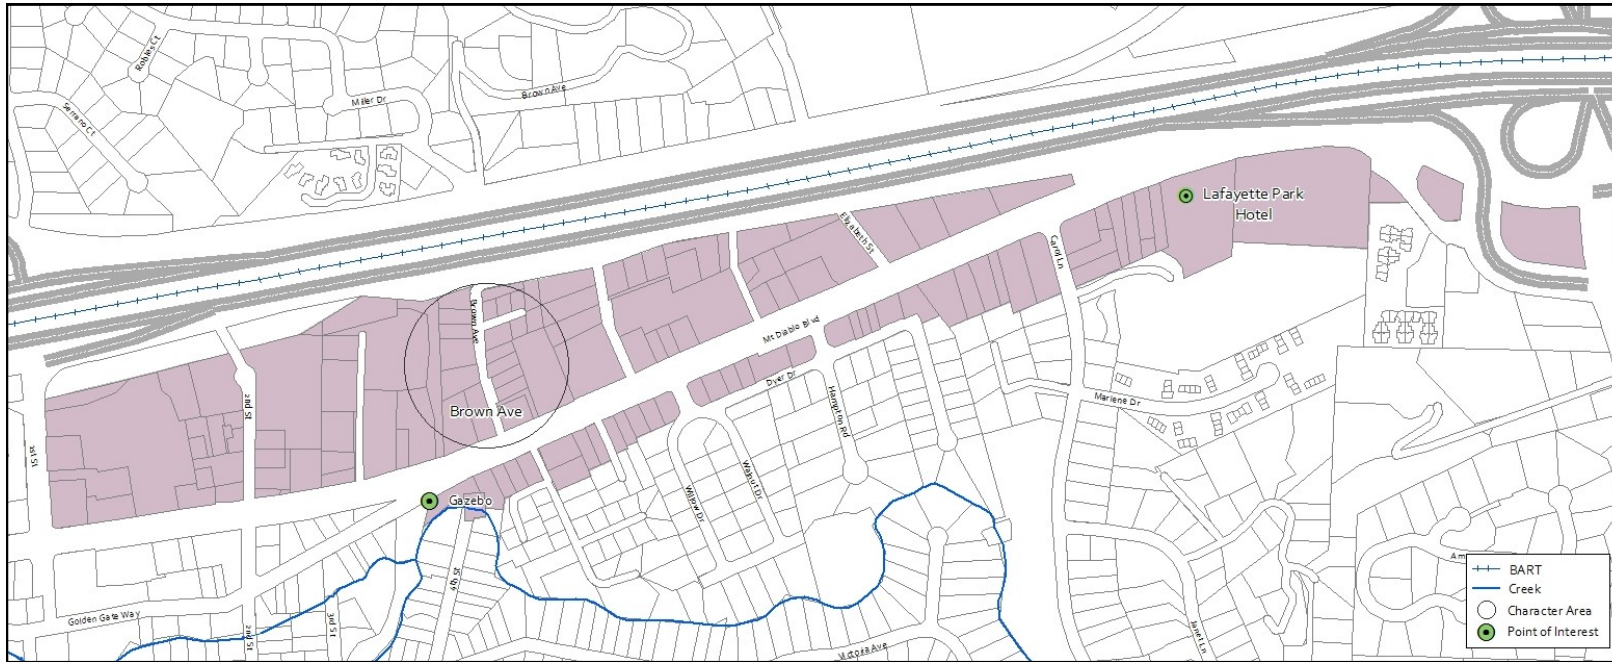 Robles Ct
Brown Ave
Miller Dr
Serrano Ct
Lafayette Park
Hotel
Elizabeth St
Carol Ln
Brown Ave
Mt Diablo Blvd
Dyer Dr
2nd St
Brown Ave
Hampton Rd
Marlene Dr
1st St
Walnut Dr
Willow Dr
Gazebo
4th St
Golden Gate Way
3rd St
2nd St
Victoria Ave
Janet Ln
Am
BART
Creek
Character Area
Point of Interest